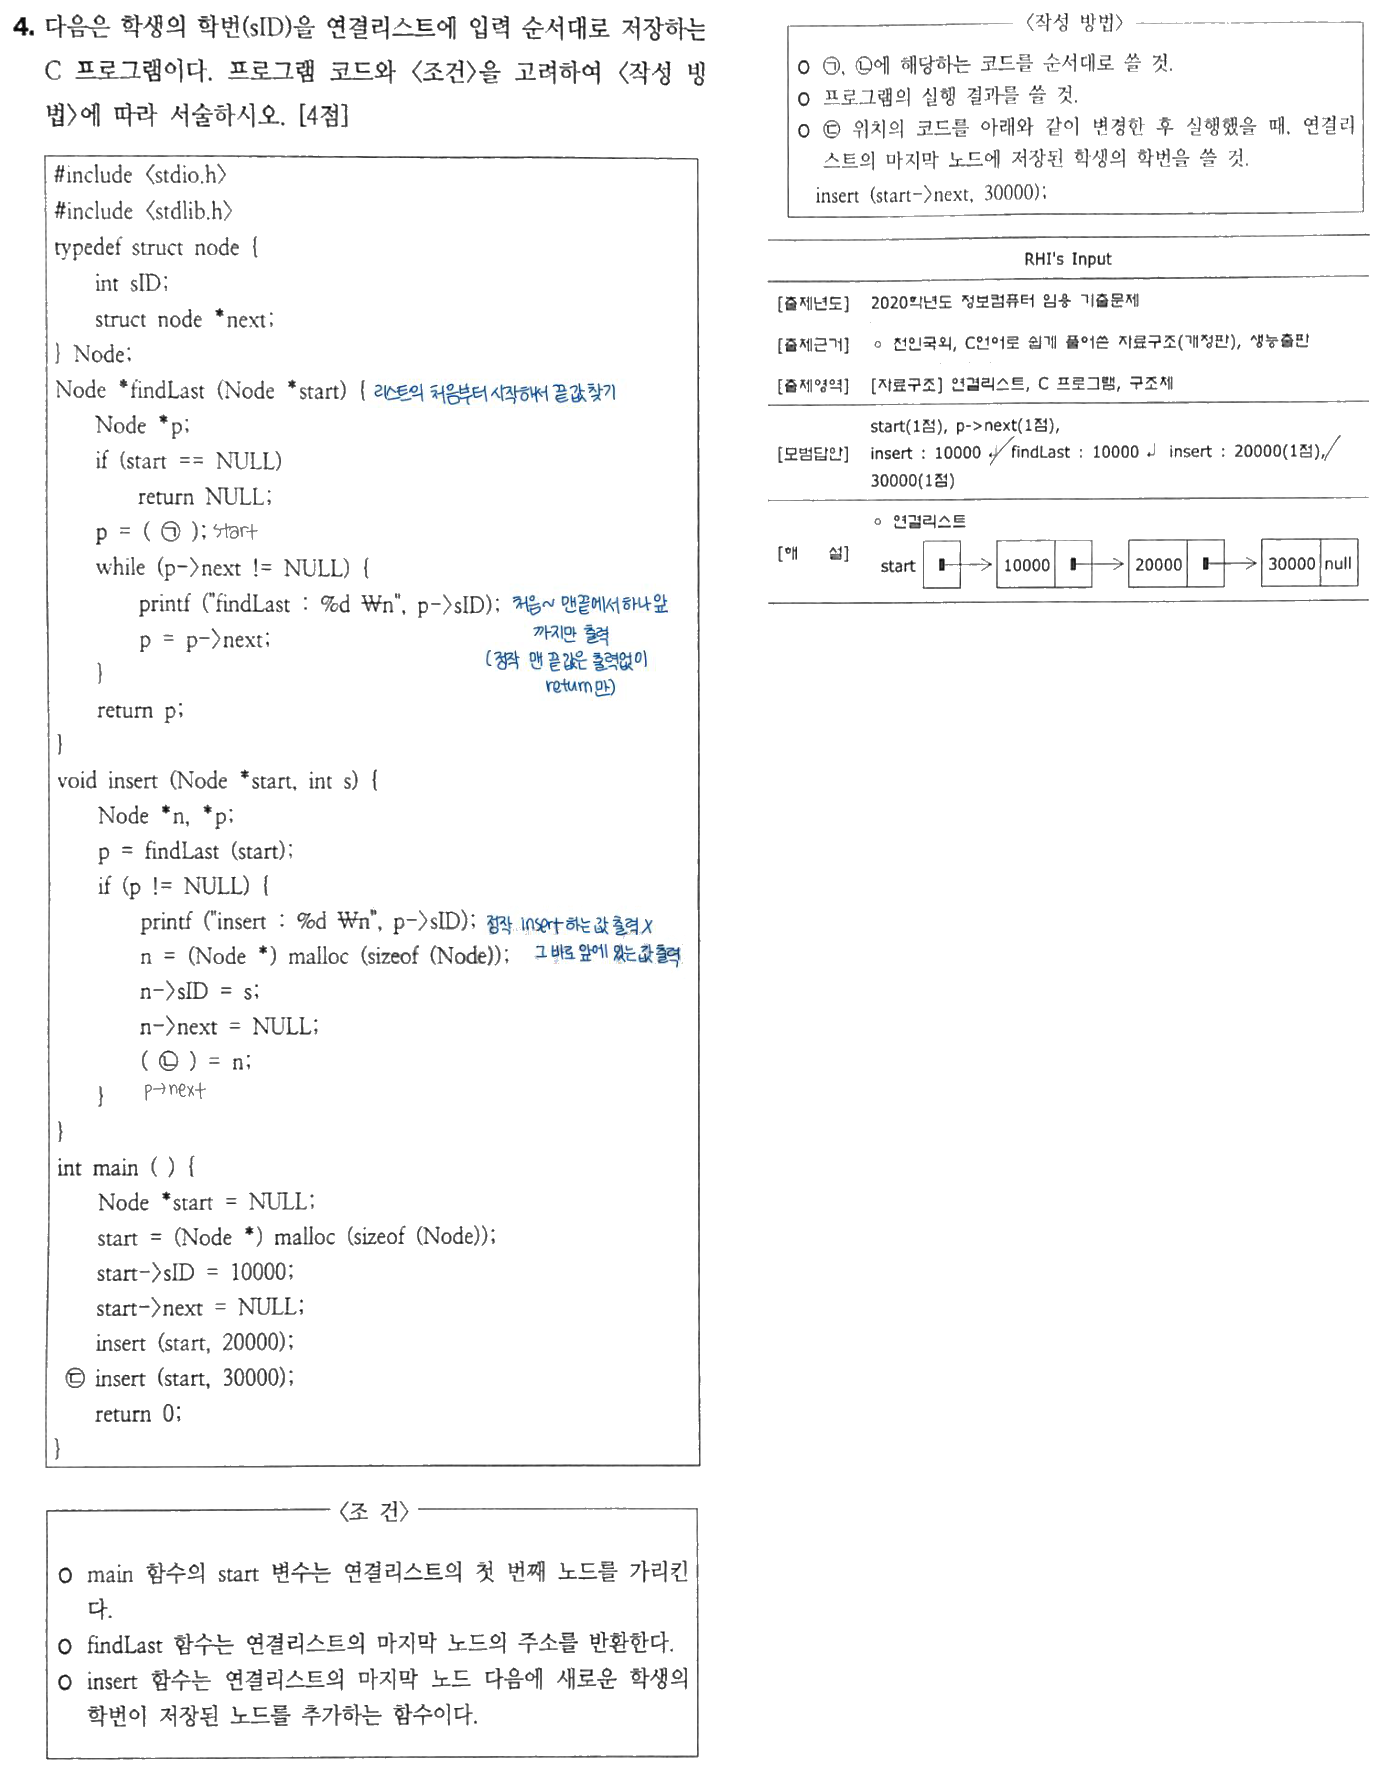 4. 다음은 학생의 학번(sID)을 연결리스트에 입력 순서대로 저장하는
C 프로그램이다. 프로그램 코드와 〈조건〉을 고려하여 〈작성 방
법〉에 따라 서술하시오. [4점]
#include 〈stdio.h〉
#include 〈stdlib.h〉
typedef struct node {
int sID;
struct node *next;
} Node;
Node *findLast (Node *start) { 리스트의 처음부터 시작해서 끝값 찾기
Node *p;
if (start == NULL)
return NULL;
p = ( ㉠ ); start
while (p-〉next != NULL) {
printf ("findLast : %d ₩n", p-〉sID); 처음~ 맨끝에서 하나 앞
까지만 출력
p = p-〉next;
(정작 맨 끝값은 출력없이
}
return만)
return p;
}
void insert (Node *start, int s) {
Node *n, *p;
p = findLast (start);
if (p != NULL) {
printf ("insert : %d ₩n", p-〉sID); 정작 insert하는 값 출력 X
n = (Node *) malloc (sizeof (Node)); 그 바로 앞에 있는 값 출력
n-〉sID = s;
n-〉next = NULL;
( ㉡ ) = n;
} p→next
}
int main ( ) {
Node *start = NULL;
start = (Node *) malloc (sizeof (Node));
start-〉sID = 10000;
start-〉next = NULL;
insert (start, 20000);
㉢ insert (start, 30000);
return 0;
}
〈조 건〉
o main 함수의 start 변수는 연결리스트의 첫 번째 노드를 가리킨
다.
o findLast 함수는 연결리스트의 마지막 노드의 주소를 반환한다.
o insert 함수는 연결리스트의 마지막 노드 다음에 새로운 학생의
학번이 저장된 노드를 추가하는 함수이다.
〈작성 방법〉
o ㉠, ㉡에 해당하는 코드를 순서대로 쓸 것.
o 프로그램의 실행 결과를 쓸 것.
o ㉢ 위치의 코드를 아래와 같이 변경한 후 실행했을 때, 연결리
스트의 마지막 노드에 저장된 학생의 학번을 쓸 것.
insert (start-〉next, 30000);
RHI's Input
[출제년도] 2020학년도 정보컴퓨터 임용 기출문제
[출제근거] ◦ 천인국외, C언어로 쉽게 풀어쓴 자료구조(개정판), 생능출판
[출제영역] [자료구조] 연결리스트, C 프로그램, 구조체
start(1점), p->next(1점),
[모범답안] insert : 10000 ↲ findLast : 10000 ↲ insert : 20000(1점),
30000(1점)
◦ 연결리스트
[해 설] start 10000 20000 30000 null